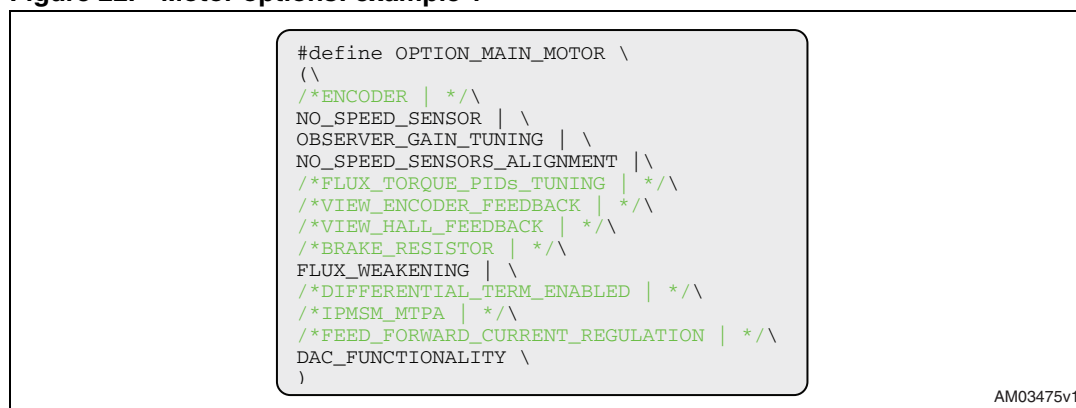 Figure 22. Motor options: example 1
#define OPTION_MAIN_MOTOR \
(\
/*ENCODER | */\
NO_SPEED_SENSOR | \
OBSERVER_GAIN_TUNING | \
NO_SPEED_SENSORS_ALIGNMENT |\
/*FLUX_TORQUE_PIDs_TUNING | */\
/*VIEW_ENCODER_FEEDBACK | */\
/*VIEW_HALL_FEEDBACK | */\
/*BRAKE_RESISTOR | */\
FLUX_WEAKENING | \
/*DIFFERENTIAL_TERM_ENABLED | */\
/*IPMSM_MTPA | */\
/*FEED_FORWARD_CURRENT_REGULATION | */\
DAC_FUNCTIONALITY \
)
AM03475v1